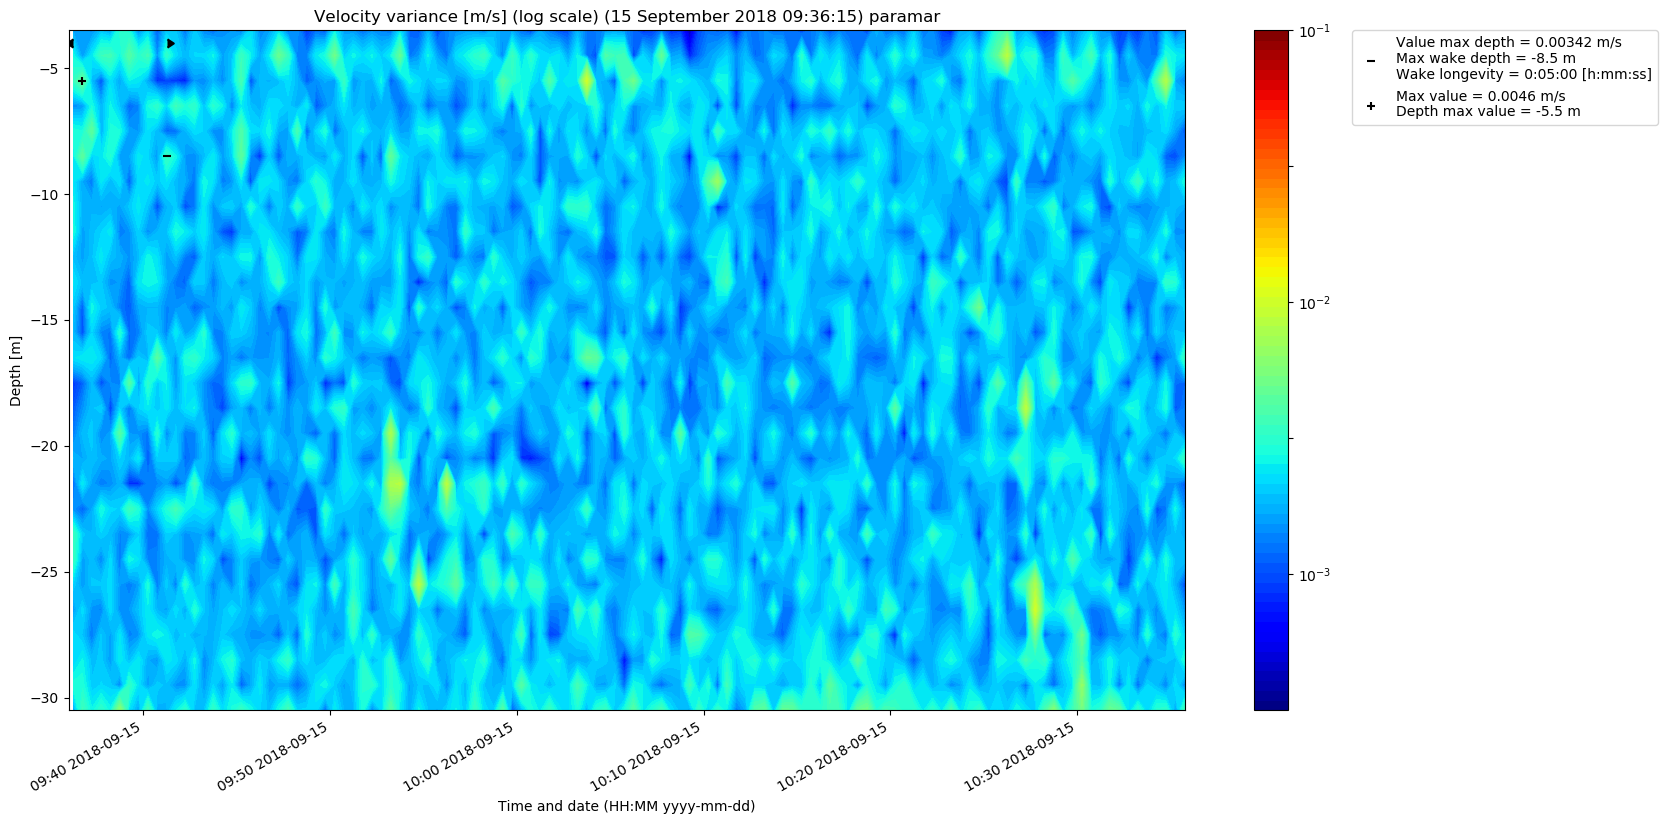 Velocity variance [m/s] (log scale) (15 September 2018 09:36:15) paramar
Value max depth = 0.00342 m/s
Max wake depth = -8.5 m
Wake longevity = 0:05:00 [h:mm:ss]
Max value = 0.0046 m/s
Depth max value = -5.5 m
Depth [m]
−5
−10
−15
−20
−25
−30
10⁻¹
10⁻²
10⁻³
09:40 2018-09-15
09:50 2018-09-15
10:00 2018-09-15
10:10 2018-09-15
10:20 2018-09-15
10:30 2018-09-15
Time and date (HH:MM yyyy-mm-dd)